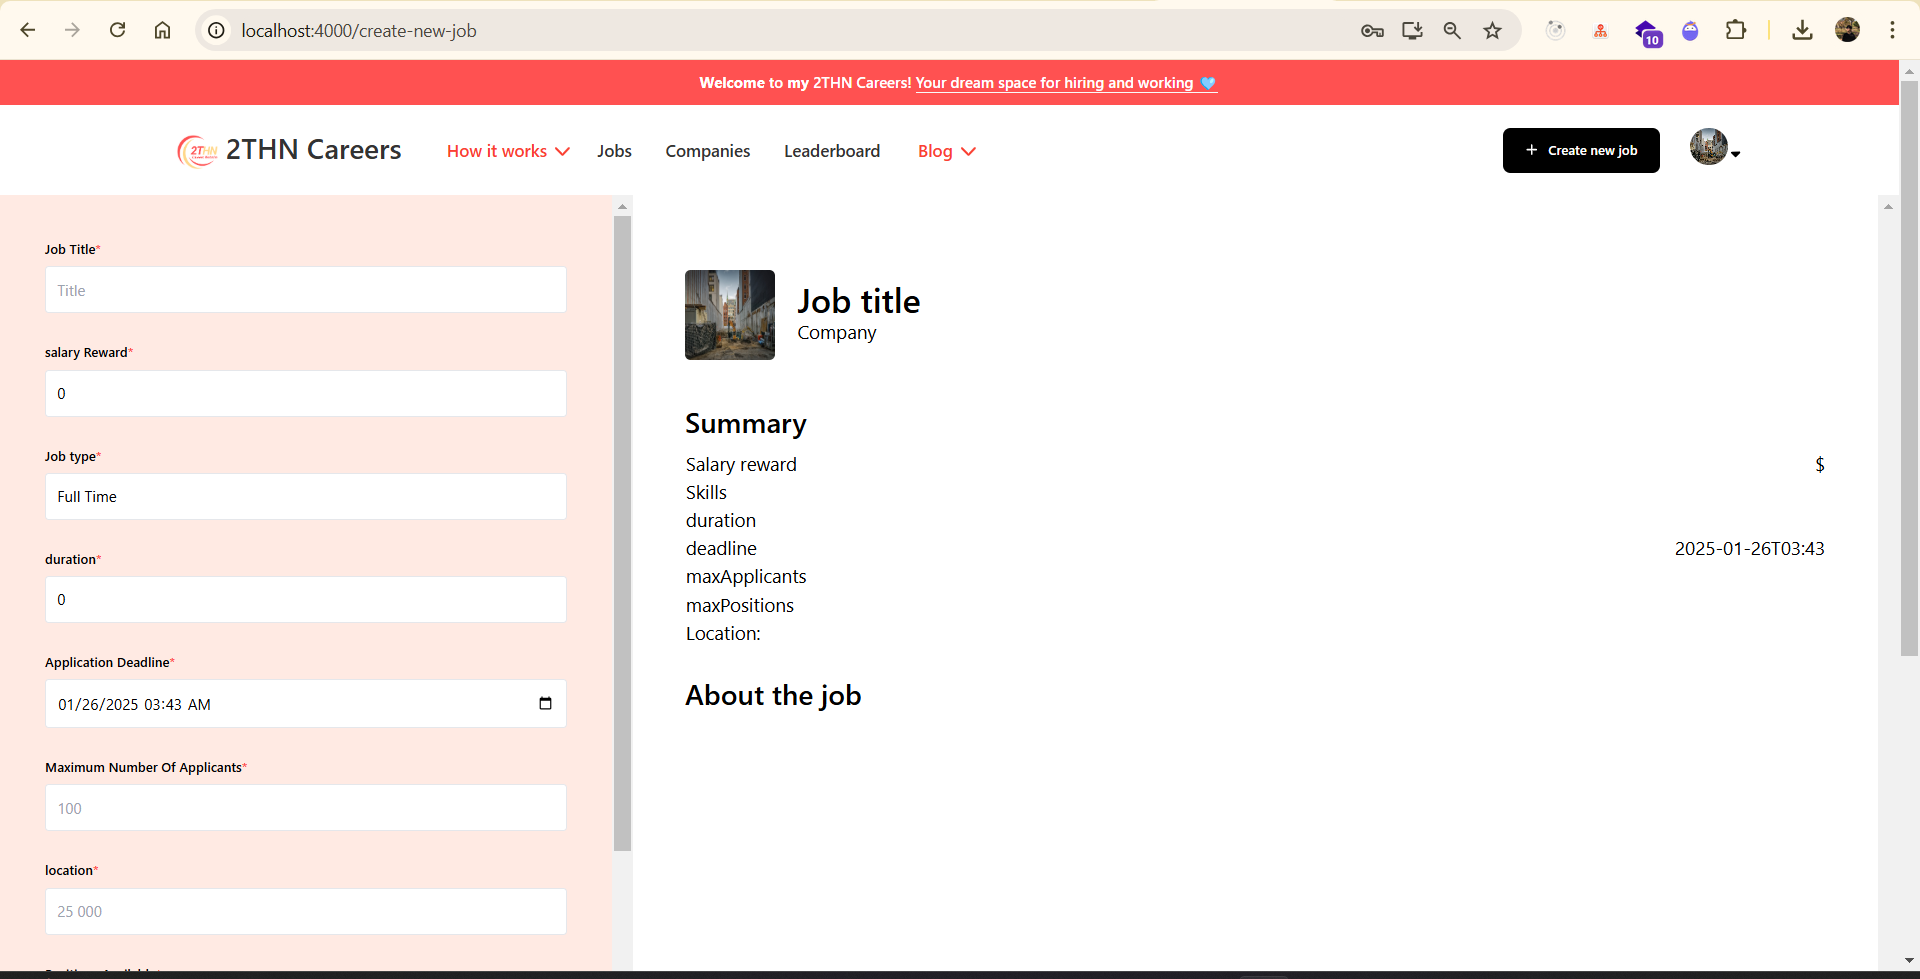 localhost:4000/create-new-job
10
Welcome to my 2THN Careers! Your dream space for hiring and working 🩵
2THN
2THN Careers
How it works
Jobs
Companies
Leaderboard
Blog
+ Create new job
Job Title*
Title
salary Reward*
0
Job type*
Full Time
duration*
0
Application Deadline*
01/26/2025 03:43 AM
Maximum Number Of Applicants*
100
location*
25 000
Job title
Company
Summary
Salary reward $
Skills
duration
deadline 2025-01-26T03:43
maxApplicants
maxPositions
Location:
About the job